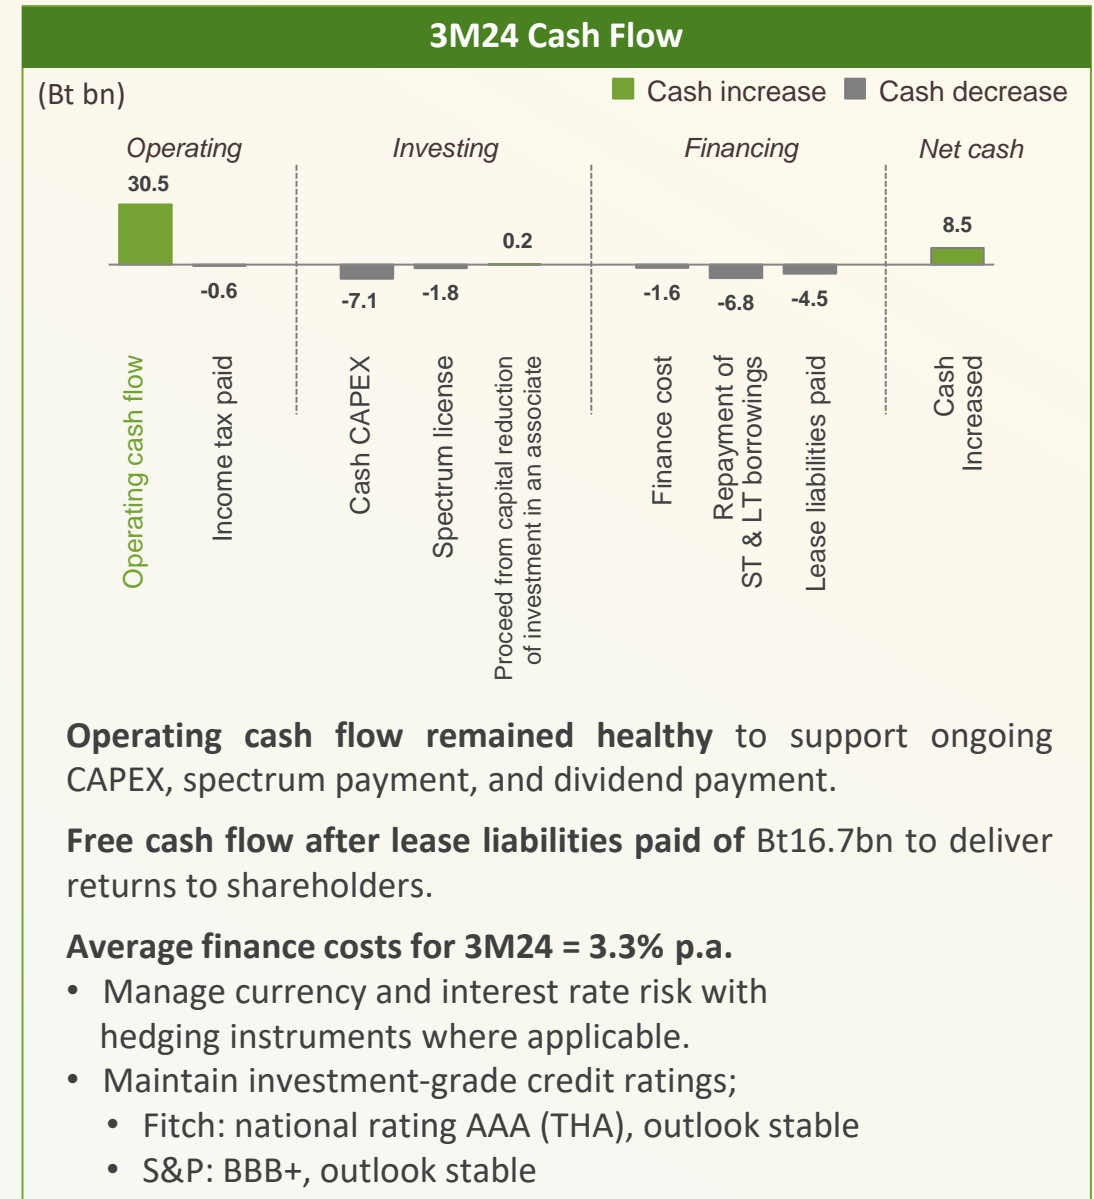 3M24 Cash Flow
(Bt bn)
Cash increase
Cash decrease
Operating
Investing
Financing
Net cash
30.5
-0.6
-7.1
-1.8
0.2
-1.6
-6.8
-4.5
8.5
Operating cash flow
Income tax paid
Cash CAPEX
Spectrum license
Proceed from capital reduction
of investment in an associate
Finance cost
Repayment of
ST & LT borrowings
Lease liabilities paid
Cash
Increased
Operating cash flow remained healthy to support ongoing
CAPEX, spectrum payment, and dividend payment.
Free cash flow after lease liabilities paid of Bt16.7bn to deliver
returns to shareholders.
Average finance costs for 3M24 = 3.3% p.a.
• Manage currency and interest rate risk with
hedging instruments where applicable.
• Maintain investment-grade credit ratings;
• Fitch: national rating AAA (THA), outlook stable
• S&P: BBB+, outlook stable